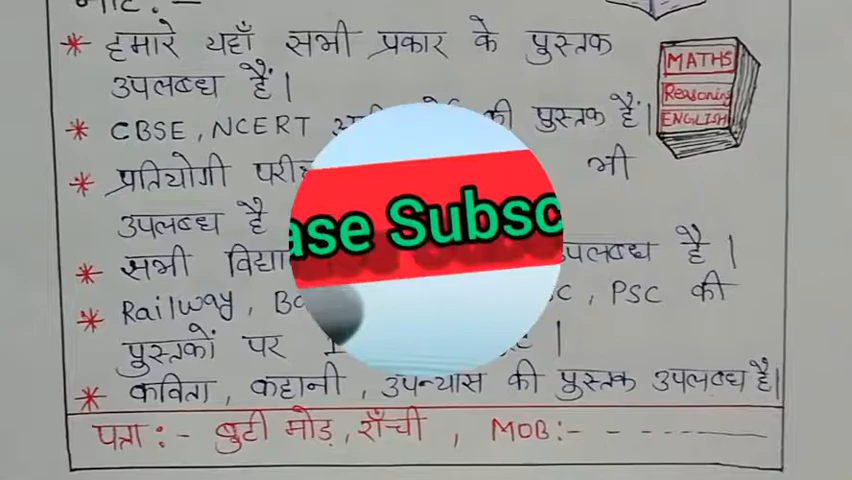 * हमारे यहाँ सभी प्रकार के पुस्तक
उपलब्ध हैं।
* CBSE, NCERT की पुस्तक हैं।
* प्रतियोगी भी
उपलब्ध है
* सभी उपलब्ध है।
* Railway, PSC की
पुस्तकों पर
* कविता, कहानी, उपन्यास की पुस्तक उपलब्ध है।
पता:- बुटी मोड़, राँची, MOB:- - - - - - - -
MATHS
Reasoning
ENGLISH
ase Subsc